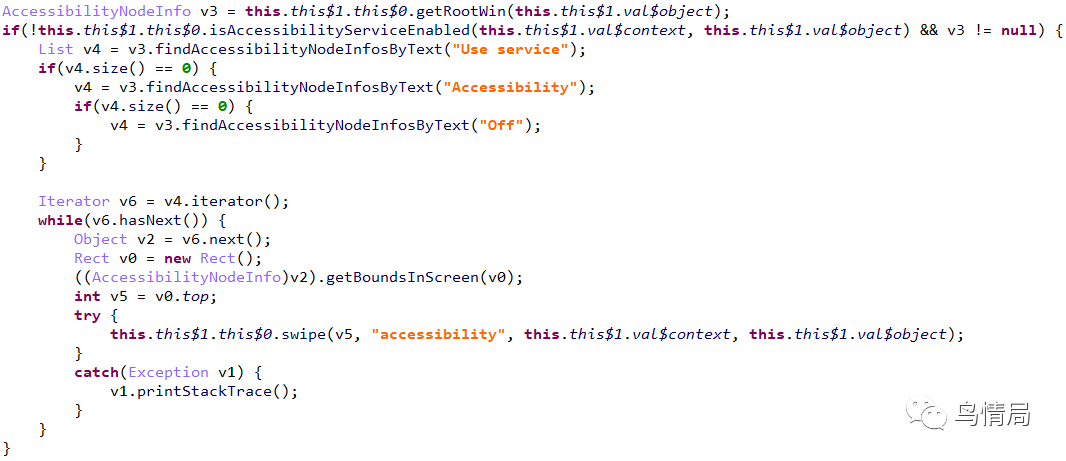 AccessibilityNodeInfo v3 = this.this$1.this$0.getRootWin(this.this$1.val$object);
if(!this.this$1.this$0.isAccessibilityServiceEnabled(this.this$1.val$context, this.this$1.val$object) && v3 != null) {
    List v4 = v3.findAccessibilityNodeInfosByText("Use service");
    if(v4.size() == 0) {
        v4 = v3.findAccessibilityNodeInfosByText("Accessibility");
        if(v4.size() == 0) {
            v4 = v3.findAccessibilityNodeInfosByText("Off");
        }
    }

    Iterator v6 = v4.iterator();
    while(v6.hasNext()) {
        Object v2 = v6.next();
        Rect v0 = new Rect();
        ((AccessibilityNodeInfo)v2).getBoundsInScreen(v0);
        int v5 = v0.top;
        try {
            this.this$1.this$0.swipe(v5, "accessibility", this.this$1.val$context, this.this$1.val$object);
        }
        catch(Exception v1) {
            v1.printStackTrace();
        }
    }
}
鸟情局